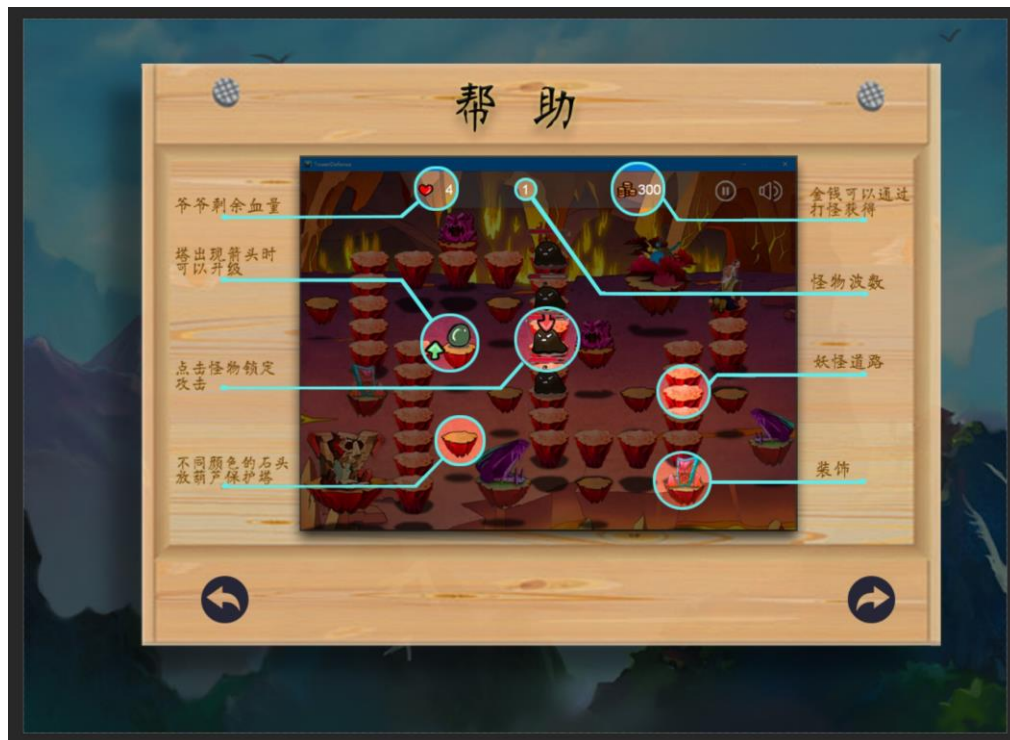 帮 助
TowerDefense
4
1
300
爷爷剩余血量
金钱可以通过
打怪获得
塔出现箭头时
可以升级
怪物波数
点击怪物锁定
攻击
妖怪道路
不同颜色的石头
放葫芦保护塔
装饰